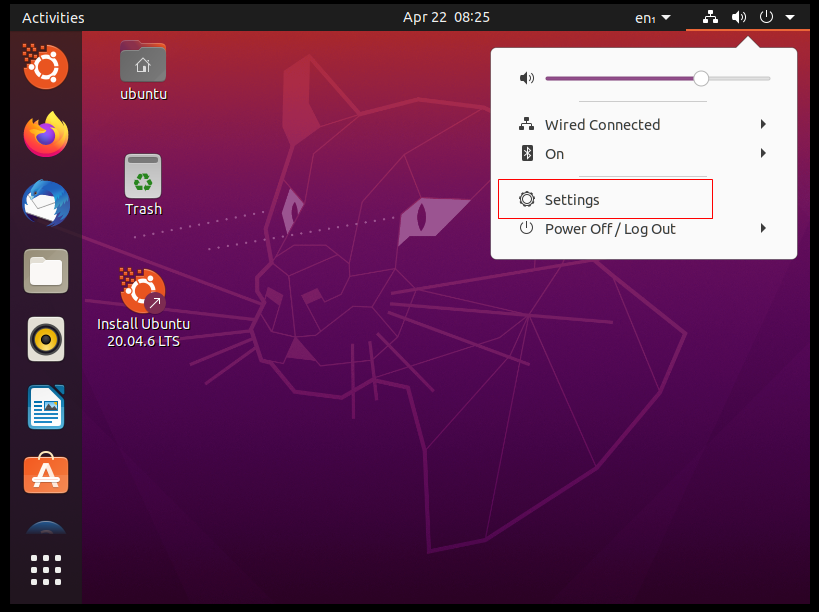 Activities
Apr 22 08:25
en₁
ubuntu
Trash
Install Ubuntu
20.04.6 LTS
Wired Connected
On
Settings
Power Off / Log Out